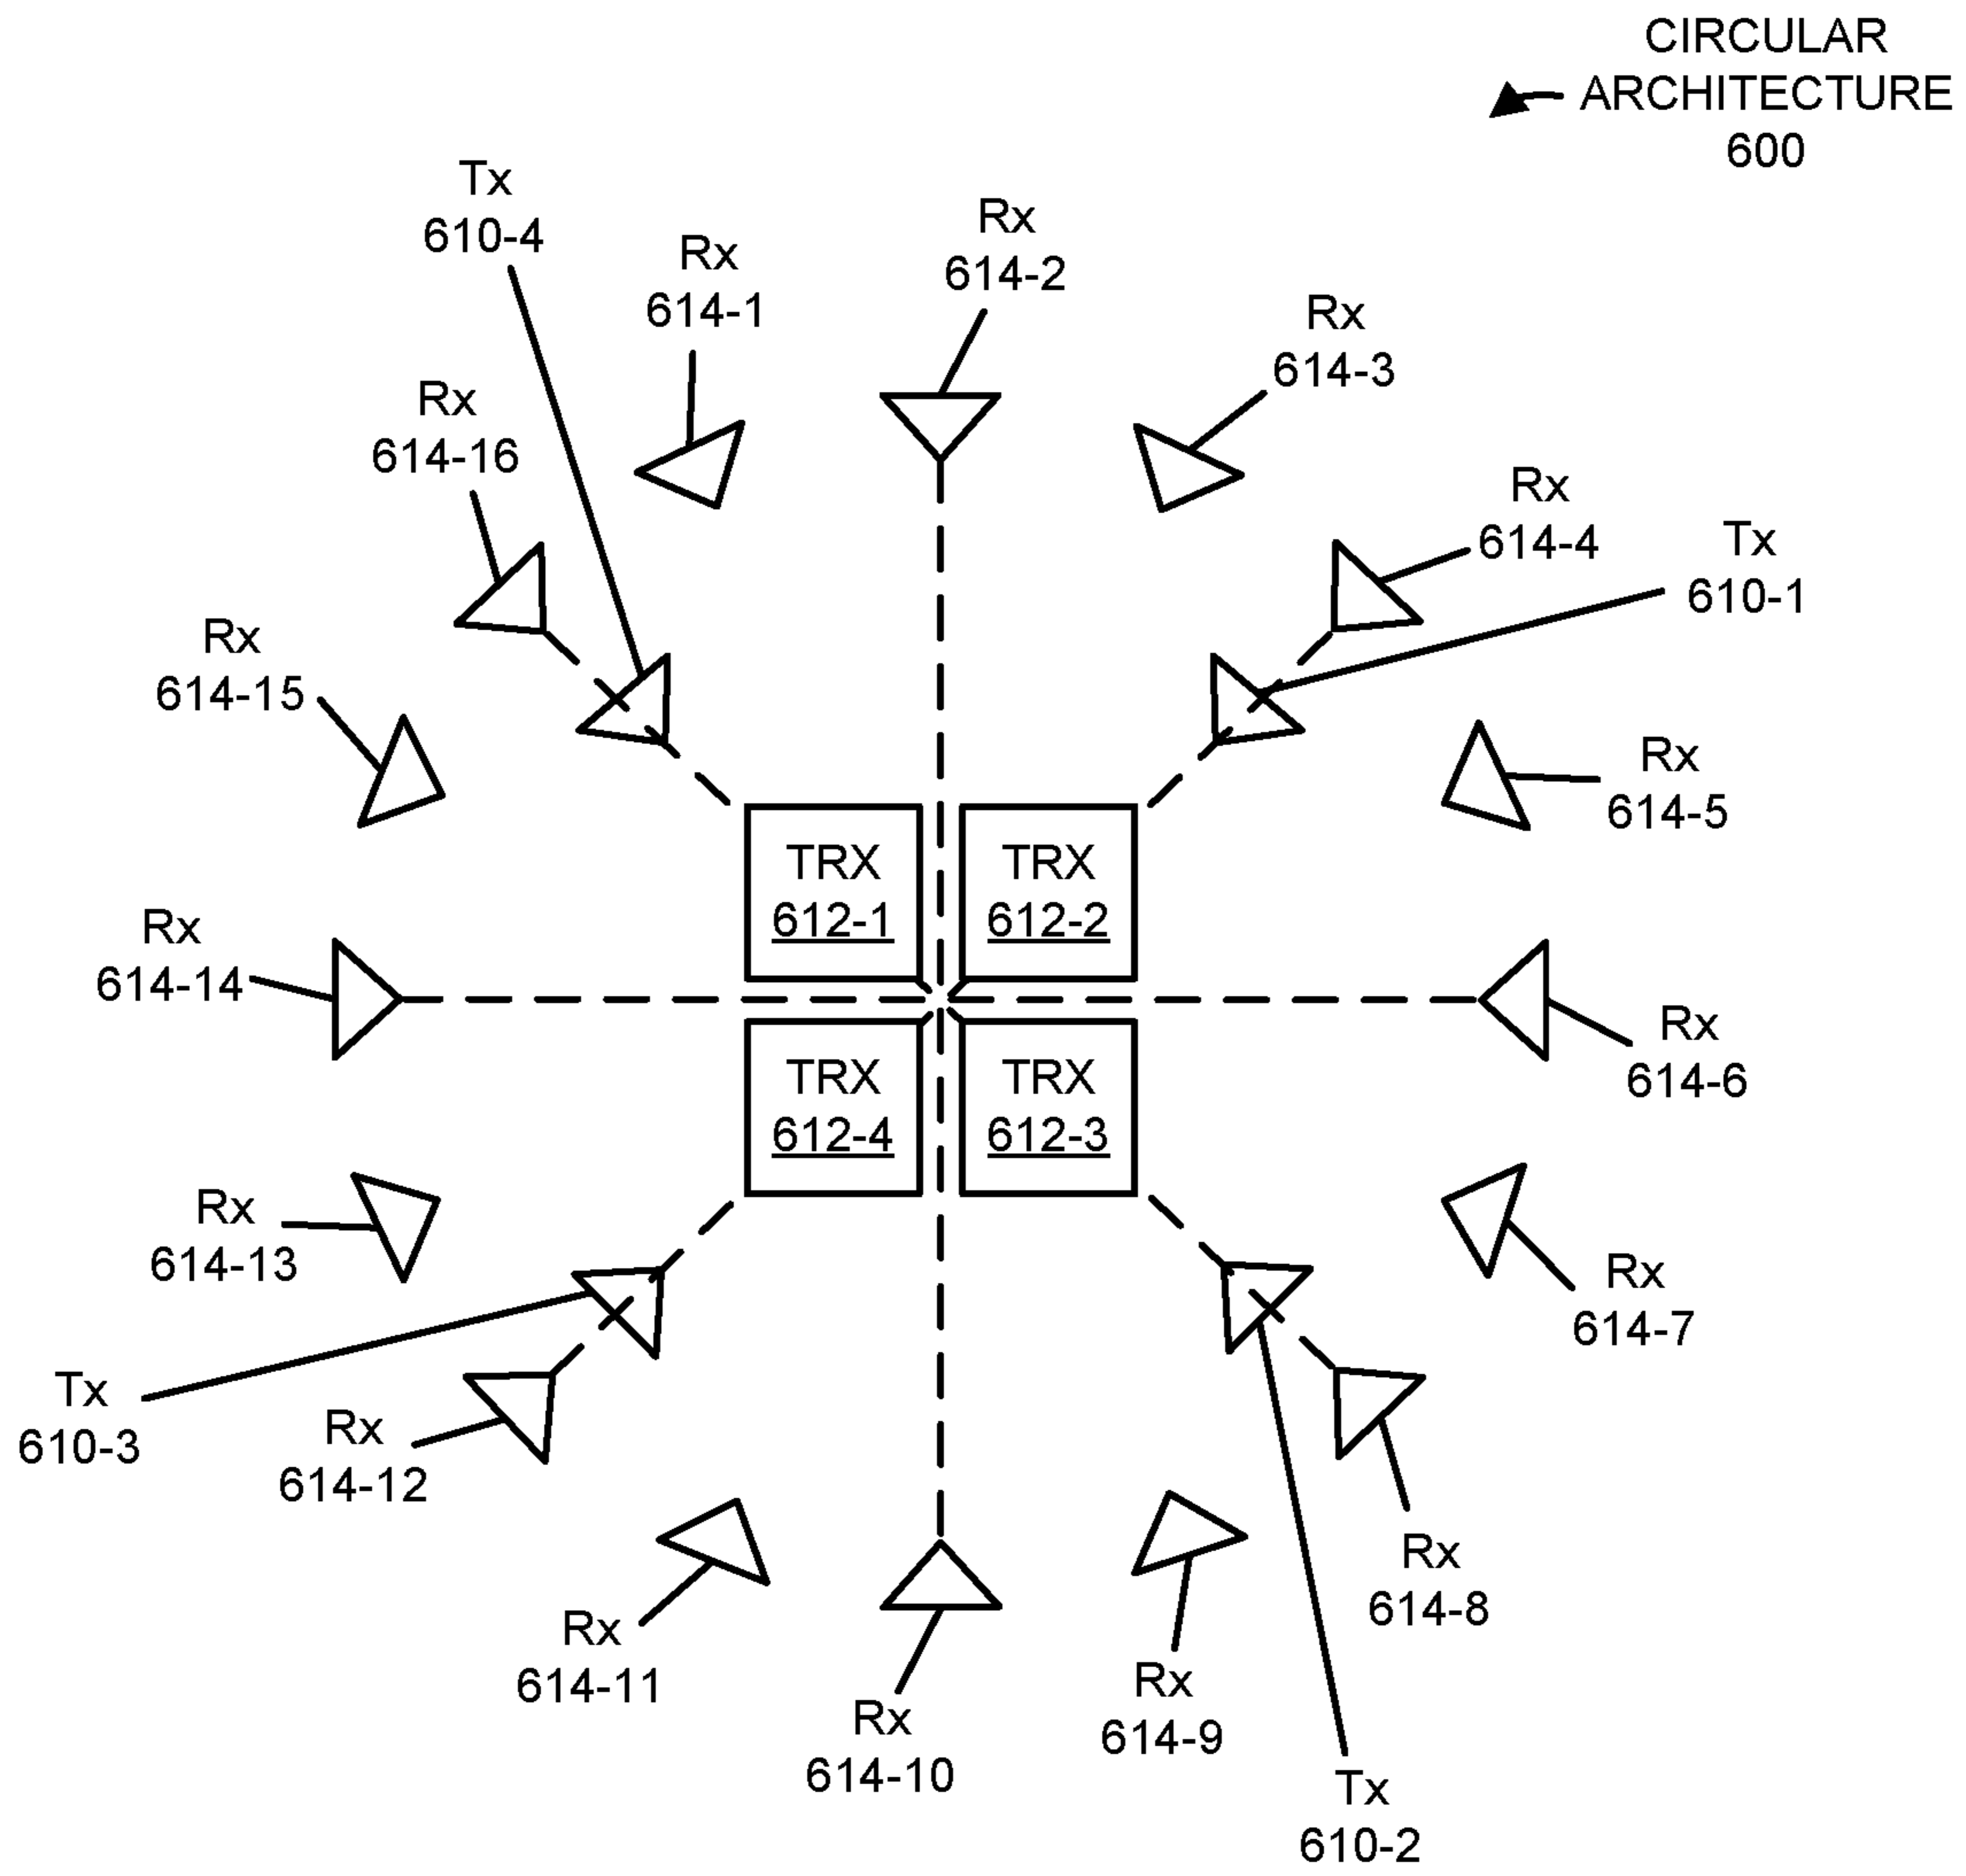 CIRCULAR
ARCHITECTURE
600
Tx
610-4
Rx
614-1
Rx
614-2
Rx
614-3
Rx
614-16
Rx
614-4
Tx
610-1
Rx
614-15
Rx
614-5
TRX
612-1
TRX
612-2
Rx
614-14
Rx
614-6
TRX
612-4
TRX
612-3
Rx
614-13
Rx
614-7
Tx
610-3
Rx
614-12
Rx
614-8
Rx
614-11
Rx
614-9
Rx
614-10
Tx
610-2